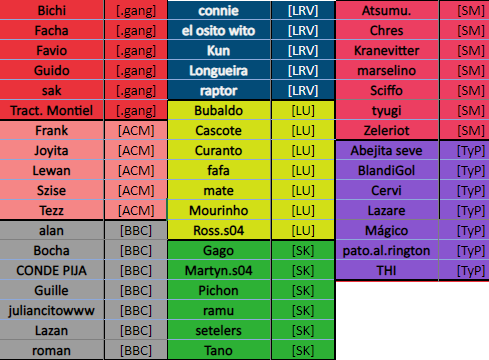 Bichi [.gang]
Facha [.gang]
Favio [.gang]
Guido [.gang]
sak [.gang]
Tract. Montiel [.gang]
Frank [ACM]
Joyita [ACM]
Lewan [ACM]
Szise [ACM]
Tezz [ACM]
alan [BBC]
Bocha [BBC]
CONDE PIJA [BBC]
Guille [BBC]
juliancitowww [BBC]
Lazan [BBC]
roman [BBC]
connie [LRV]
el osito wito [LRV]
Kun [LRV]
Longueira [LRV]
raptor [LRV]
Bubaldo [LU]
Cascote [LU]
Curanto [LU]
fafa [LU]
mate [LU]
Mourinho [LU]
Ross.s04 [LU]
Gago [SK]
Martyn.s04 [SK]
Pichon [SK]
ramu [SK]
setelers [SK]
Tano [SK]
Atsumu. [SM]
Chres [SM]
Kranevitter [SM]
marselino [SM]
Sciffo [SM]
tyugi [SM]
Zeleriot [SM]
Abejita seve [TyP]
BlandiGol [TyP]
Cervi [TyP]
Lazare [TyP]
Mágico [TyP]
pato.al.rington [TyP]
THI [TyP]